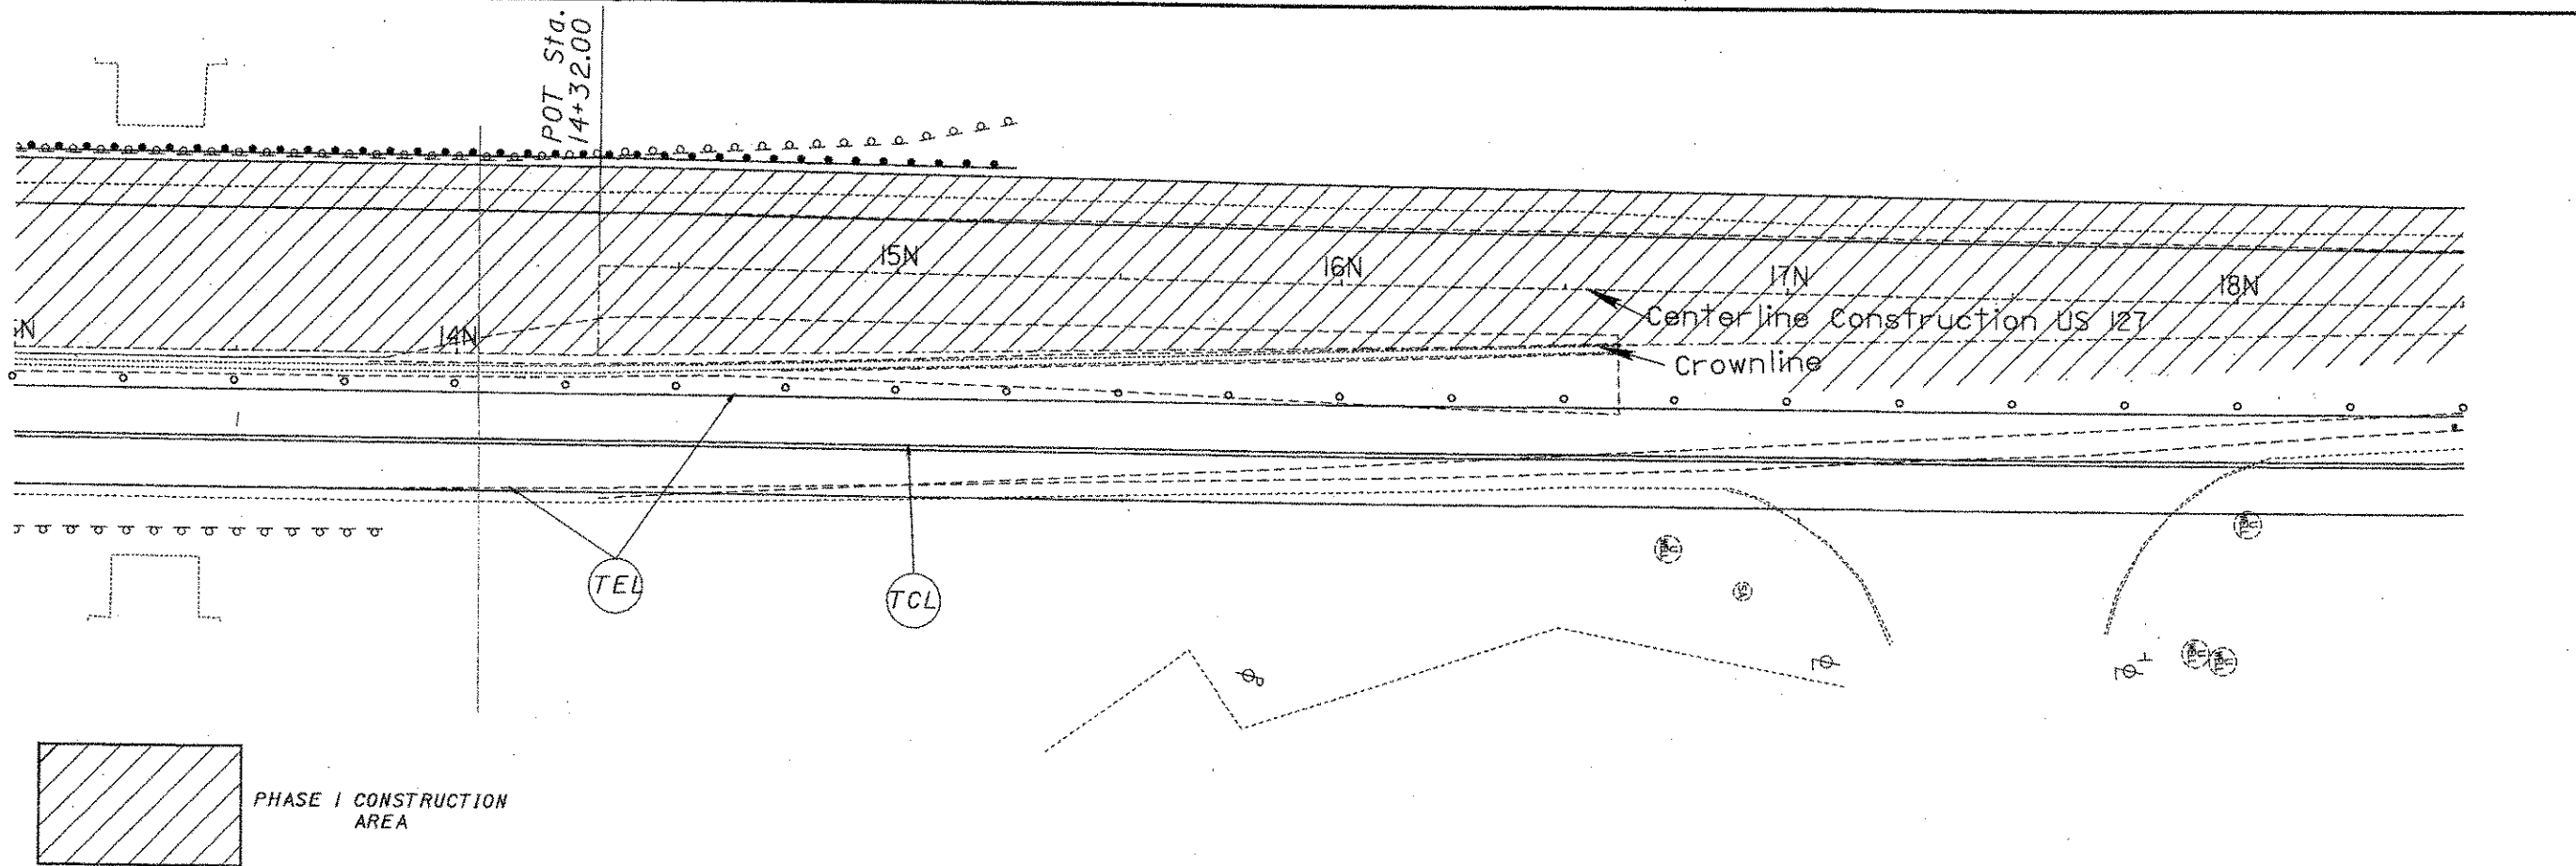 POT Sta.
14+32.00
15N
16N
17N
18N
14N
Centerline Construction US 127
Crownline
TEL
TCL
PHASE 1 CONSTRUCTION
AREA